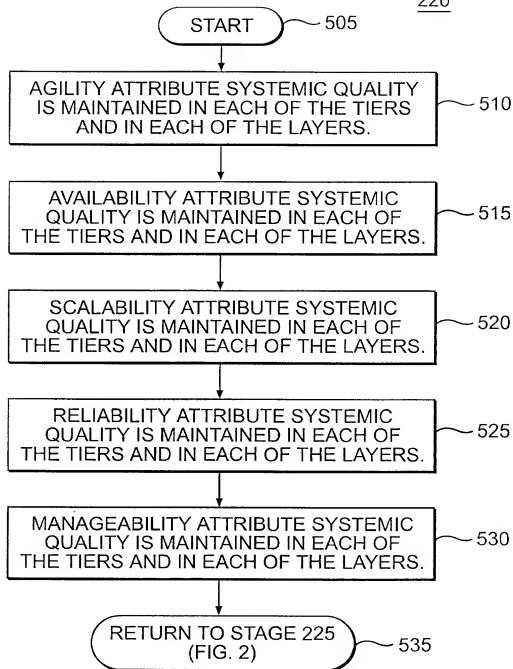 220
START
505
AGILITY ATTRIBUTE SYSTEMIC QUALITY
IS MAINTAINED IN EACH OF THE TIERS
AND IN EACH OF THE LAYERS.
510
AVAILABILITY ATTRIBUTE SYSTEMIC
QUALITY IS MAINTAINED IN EACH OF
THE TIERS AND IN EACH OF THE LAYERS.
515
SCALABILITY ATTRIBUTE SYSTEMIC
QUALITY IS MAINTAINED IN EACH OF
THE TIERS AND IN EACH OF THE LAYERS.
520
RELIABILITY ATTRIBUTE SYSTEMIC
QUALITY IS MAINTAINED IN EACH OF
THE TIERS AND IN EACH OF THE LAYERS.
525
MANAGEABILITY ATTRIBUTE SYSTEMIC
QUALITY IS MAINTAINED IN EACH OF
THE TIERS AND IN EACH OF THE LAYERS.
530
RETURN TO STAGE 225
(FIG. 2)
535